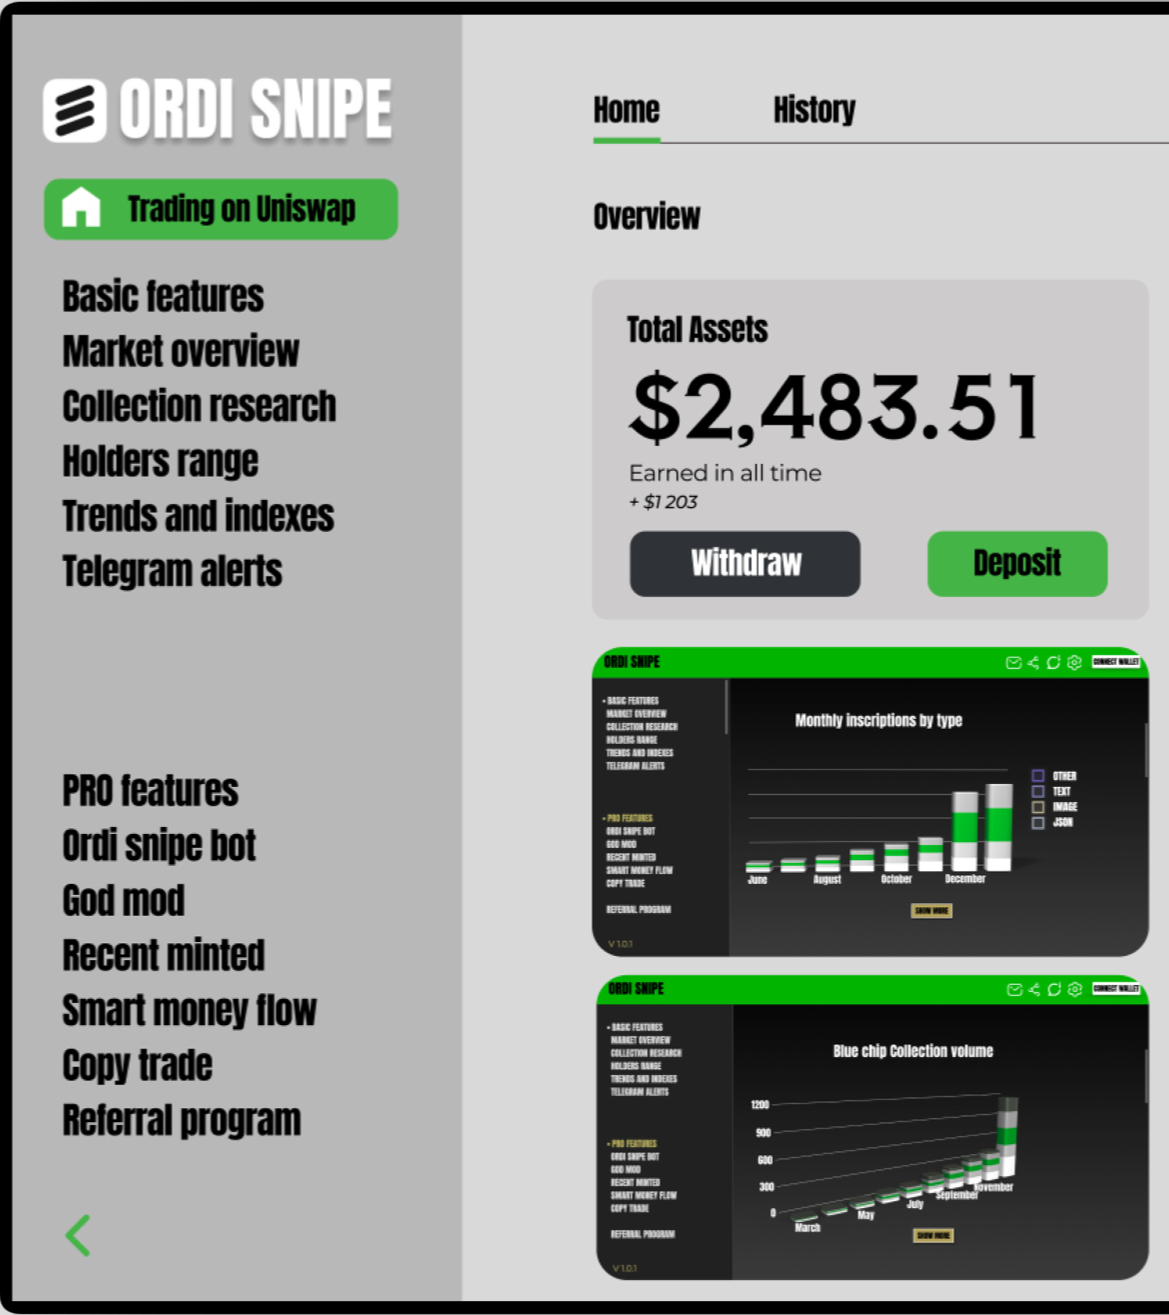 ORDI SNIPE
Trading on Uniswap
Basic features
Market overview
Collection research
Holders range
Trends and indexes
Telegram alerts
PRO features
Ordi snipe bot
God mod
Recent minted
Smart money flow
Copy trade
Referral program
Home
History
Overview
Total Assets
$2,483.51
Earned in all time
+ $1 203
Withdraw
Deposit
ORDI SNIPE
CONNECT WALLET
• BASIC FEATURES
MARKET OVERVIEW
COLLECTION RESEARCH
HOLDERS RANGE
TRENDS AND INDEXES
TELEGRAM ALERTS
• PRO FEATURES
ORDI SNIPE BOT
GOD MOD
RECENT MINTED
SMART MONEY FLOW
COPY TRADE
REFERRAL PROGRAM
V 1.0.1
Monthly inscriptions by type
OTHER
TEXT
IMAGE
JSON
June
August
October
December
SHOW MORE
ORDI SNIPE
CONNECT WALLET
• BASIC FEATURES
MARKET OVERVIEW
COLLECTION RESEARCH
HOLDERS RANGE
TRENDS AND INDEXES
TELEGRAM ALERTS
• PRO FEATURES
ORDI SNIPE BOT
GOD MOD
RECENT MINTED
SMART MONEY FLOW
COPY TRADE
REFERRAL PROGRAM
V 1.0.1
Blue chip Collection volume
1200
900
600
300
0
March
May
July
September
November
SHOW MORE